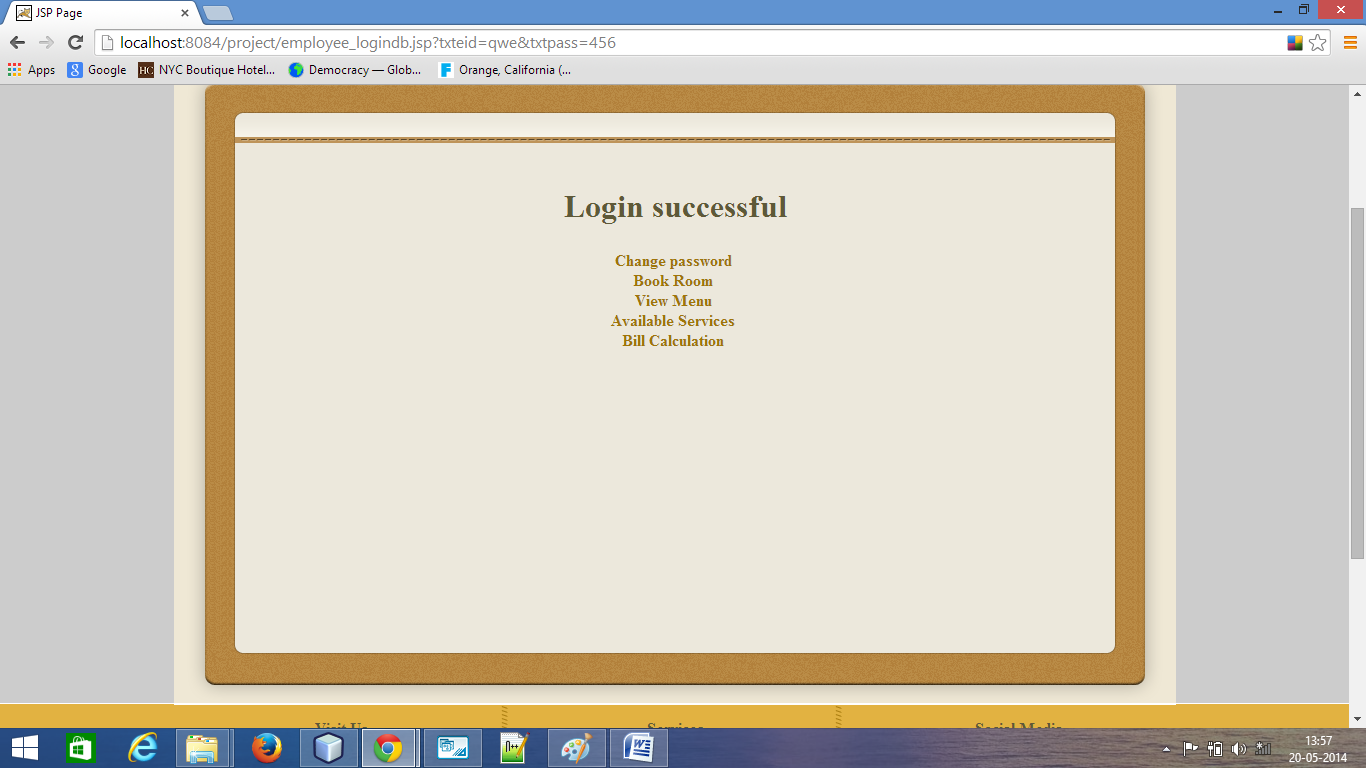 JSP Page
localhost:8084/project/employee_logindb.jsp?txteid=qwe&txtpass=456
Apps Google NYC Boutique Hotel... Democracy — Glob... Orange, California (...
Login successful
Change password
Book Room
View Menu
Available Services
Bill Calculation
Visit Us Services Social Media
13:57
20-05-2014